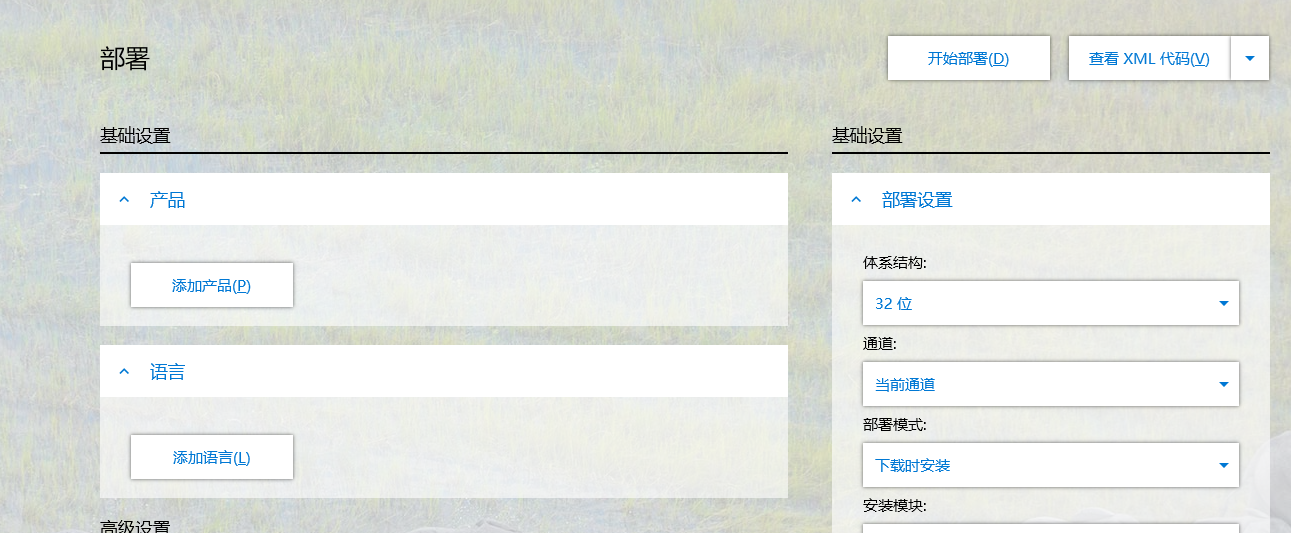 部署
开始部署(D)
查看 XML 代码(V)
基础设置
产品
添加产品(P)
语言
添加语言(L)
高级设置
基础设置
部署设置
体系结构:
32 位
通道:
当前通道
部署模式:
下载时安装
安装模块: